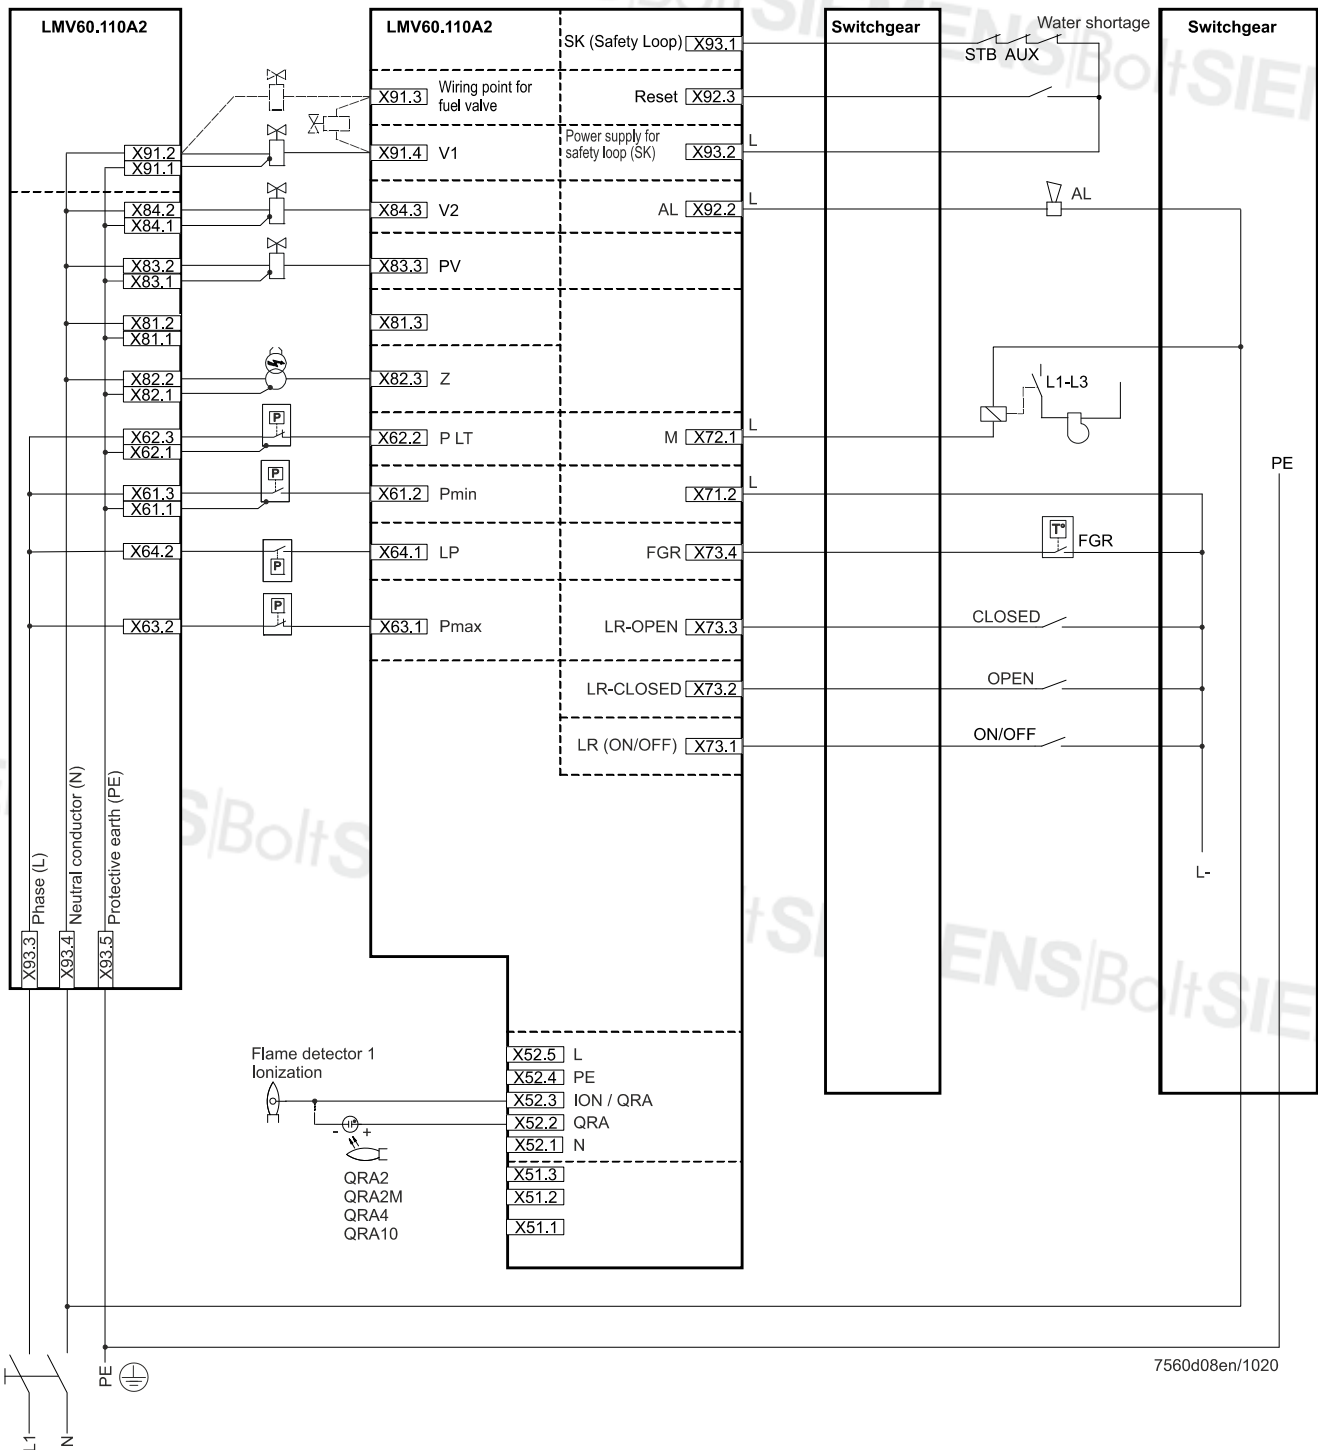 SIEMENS|BoltSIEMENS|BoltSIE
LMV60.110A2
LMV60.110A2
Switchgear
Switchgear
SK (Safety Loop)
X93.1
Water shortage
STB AUX
X91.3
Wiring point for
fuel valve
Reset
X92.3
X91.2
X91.1
X91.4
V1
Power supply for
safety loop (SK)
X93.2
L
X84.2
X84.1
X84.3
V2
AL
X92.2
L
AL
X83.2
X83.1
X83.3
PV
X81.2
X81.1
X81.3
X82.2
X82.1
X82.3
Z
L1-L3
X62.3
X62.1
P
X62.2
P LT
M
X72.1
L
PE
X61.3
X61.1
P
X61.2
Pmin
X71.2
L
X64.2
P
X64.1
LP
FGR
X73.4
T°
FGR
X63.2
P
X63.1
Pmax
LR-OPEN
X73.3
CLOSED
LR-CLOSED
X73.2
OPEN
LR (ON/OFF)
X73.1
ON/OFF
L-
Phase (L)
Neutral conductor (N)
Protective earth (PE)
X93.3
X93.4
X93.5
Flame detector 1
Ionization
- +
QRA2
QRA2M
QRA4
QRA10
X52.5
L
X52.4
PE
X52.3
ION / QRA
X52.2
QRA
X52.1
N
X51.3
X51.2
X51.1
PE
L1
N
7560d08en/1020